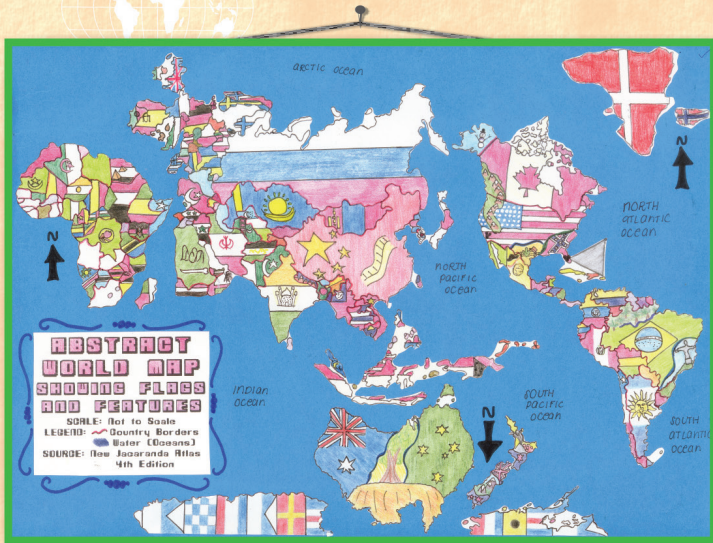 ARCTIC OCEAN
N
NORTH
ATLANTIC
OCEAN
N
NORTH
PACIFIC
OCEAN
ABSTRACT
WORLD MAP
SHOWING FLAGS
AND FEATURES
SCALE: Not to Scale
LEGEND: Country Borders
Water (Oceans)
SOURCE: New Jacaranda Atlas
4th Edition
INDIAN
OCEAN
SOUTH
PACIFIC
OCEAN
N
SOUTH
ATLANTIC
OCEAN